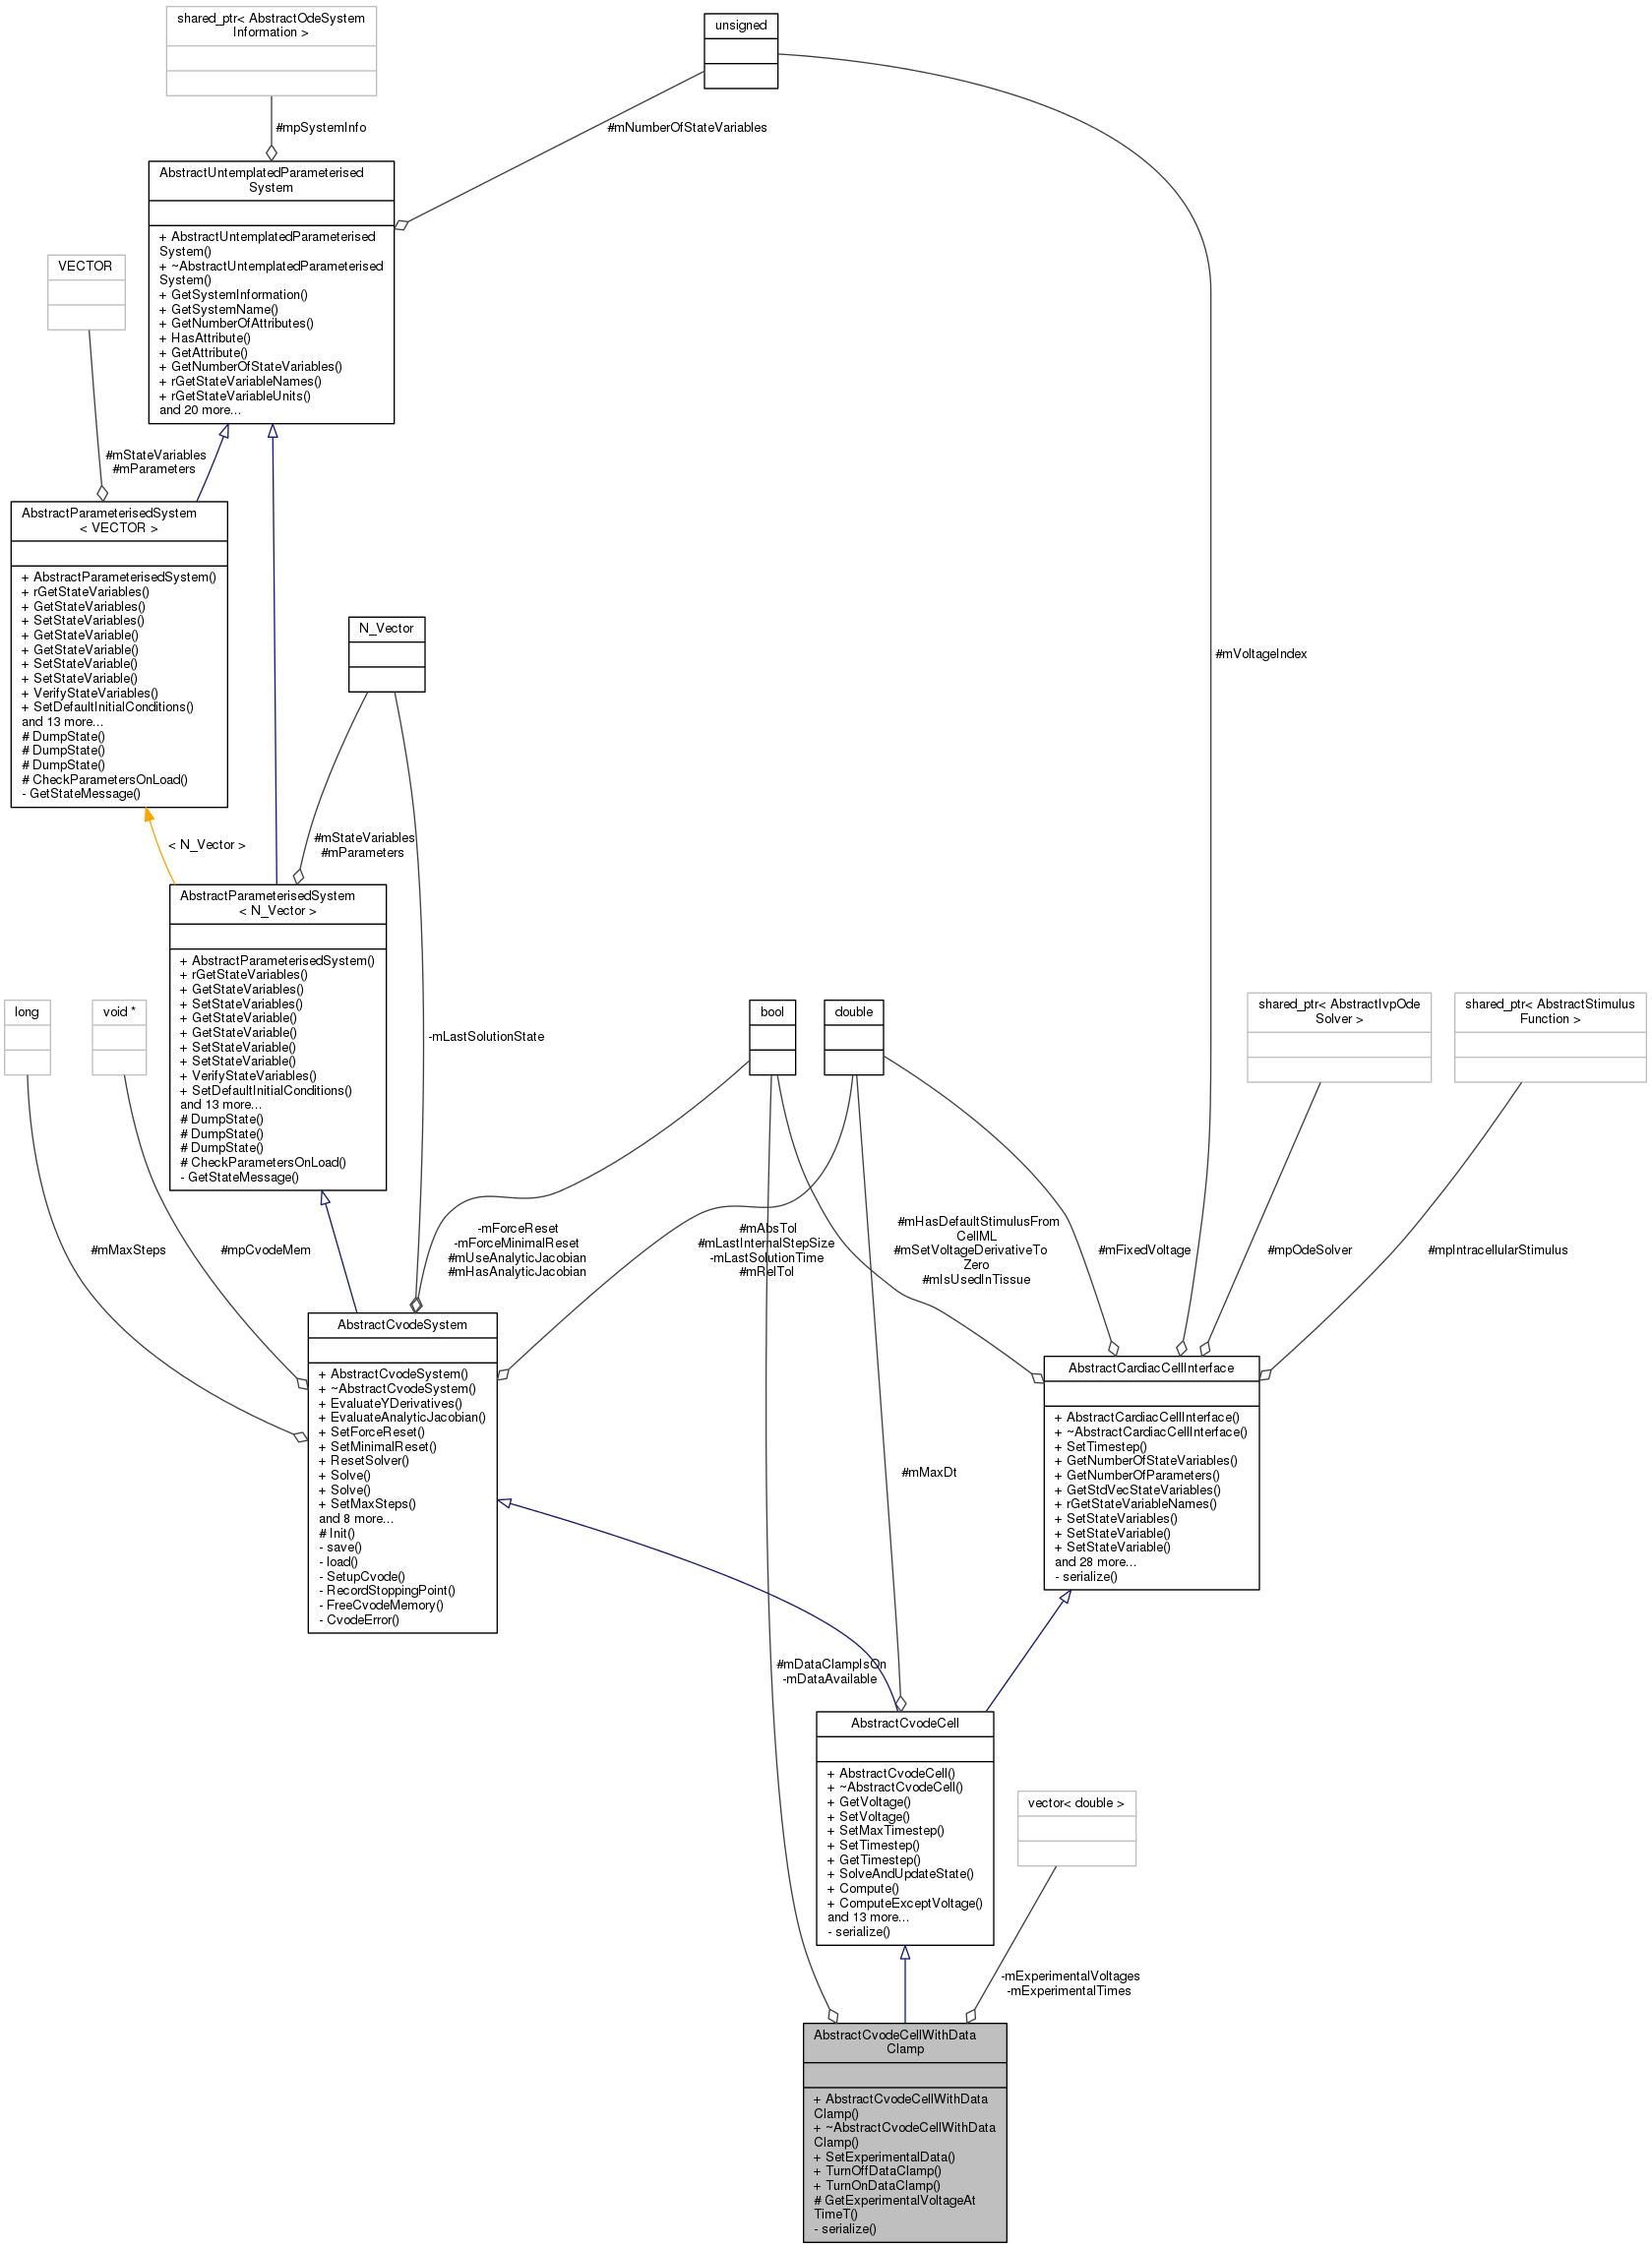 shared_ptr< AbstractOdeSystem
Information >
unsigned
#mpSystemInfo
#mNumberOfStateVariables
AbstractUntemplatedParameterised
System
+ AbstractUntemplatedParameterised
System()
+ ~AbstractUntemplatedParameterised
System()
+ GetSystemInformation()
+ GetSystemName()
+ GetNumberOfAttributes()
+ HasAttribute()
+ GetAttribute()
+ GetNumberOfStateVariables()
+ rGetStateVariableNames()
+ rGetStateVariableUnits()
and 20 more...
VECTOR
#mStateVariables
#mParameters
AbstractParameterisedSystem
< VECTOR >
+ AbstractParameterisedSystem()
+ rGetStateVariables()
+ GetStateVariables()
+ SetStateVariables()
+ GetStateVariable()
+ GetStateVariable()
+ SetStateVariable()
+ SetStateVariable()
+ VerifyStateVariables()
+ SetDefaultInitialConditions()
and 13 more...
# DumpState()
# DumpState()
# DumpState()
# CheckParametersOnLoad()
- GetStateMessage()
N_Vector
#mVoltageIndex
< N_Vector >
#mStateVariables
#mParameters
AbstractParameterisedSystem
< N_Vector >
+ AbstractParameterisedSystem()
+ rGetStateVariables()
+ GetStateVariables()
+ SetStateVariables()
+ GetStateVariable()
+ GetStateVariable()
+ SetStateVariable()
+ SetStateVariable()
+ VerifyStateVariables()
+ SetDefaultInitialConditions()
and 13 more...
# DumpState()
# DumpState()
# DumpState()
# CheckParametersOnLoad()
- GetStateMessage()
long
void *
-mLastSolutionState
bool
double
shared_ptr< AbstractIvpOde
Solver >
shared_ptr< AbstractStimulus
Function >
#mMaxSteps
#mpCvodeMem
-mForceReset
-mForceMinimalReset
#mUseAnalyticJacobian
#mHasAnalyticJacobian
#mAbsTol
#mLastInternalStepSize
-mLastSolutionTime
#mRelTol
#mHasDefaultStimulusFrom
CellML
#mSetVoltageDerivativeTo
Zero
#mIsUsedInTissue
#mFixedVoltage
#mpOdeSolver
#mpIntracellularStimulus
AbstractCvodeSystem
+ AbstractCvodeSystem()
+ ~AbstractCvodeSystem()
+ EvaluateYDerivatives()
+ EvaluateAnalyticJacobian()
+ SetForceReset()
+ SetMinimalReset()
+ ResetSolver()
+ Solve()
+ Solve()
+ SetMaxSteps()
and 8 more...
# Init()
- save()
- load()
- SetupCvode()
- RecordStoppingPoint()
- FreeCvodeMemory()
- CvodeError()
AbstractCardiacCellInterface
+ AbstractCardiacCellInterface()
+ ~AbstractCardiacCellInterface()
+ SetTimestep()
+ GetNumberOfStateVariables()
+ GetNumberOfParameters()
+ GetStdVecStateVariables()
+ rGetStateVariableNames()
+ SetStateVariables()
+ SetStateVariable()
+ SetStateVariable()
and 28 more...
- serialize()
#mMaxDt
#mDataClampIsOn
-mDataAvailable
AbstractCvodeCell
+ AbstractCvodeCell()
+ ~AbstractCvodeCell()
+ GetVoltage()
+ SetVoltage()
+ SetMaxTimestep()
+ SetTimestep()
+ GetTimestep()
+ SolveAndUpdateState()
+ Compute()
+ ComputeExceptVoltage()
and 13 more...
- serialize()
vector< double >
-mExperimentalVoltages
-mExperimentalTimes
AbstractCvodeCellWithData
Clamp
+ AbstractCvodeCellWithData
Clamp()
+ ~AbstractCvodeCellWithData
Clamp()
+ SetExperimentalData()
+ TurnOffDataClamp()
+ TurnOnDataClamp()
# GetExperimentalVoltageAt
TimeT()
- serialize()